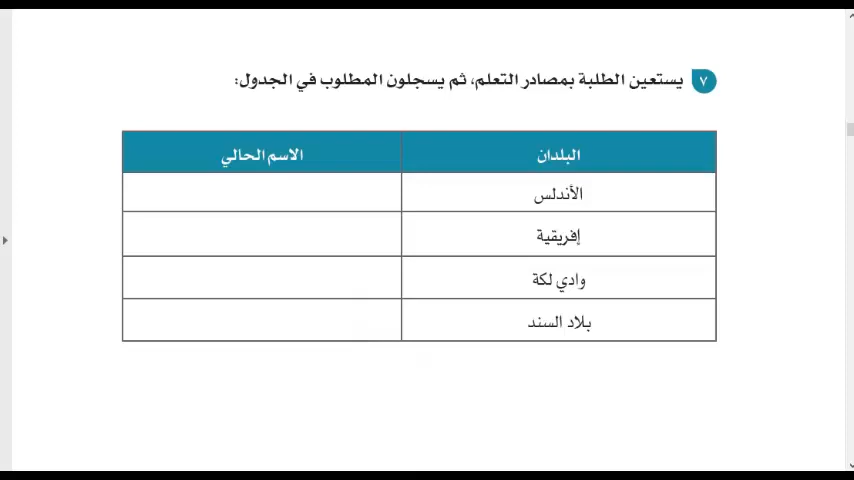 ٧ يستعين الطلبة بمصادر التعلم، ثم يسجلون المطلوب في الجدول:
البلدان الاسم الحالي
الأندلس
إفريقية
وادي لكة
بلاد السند